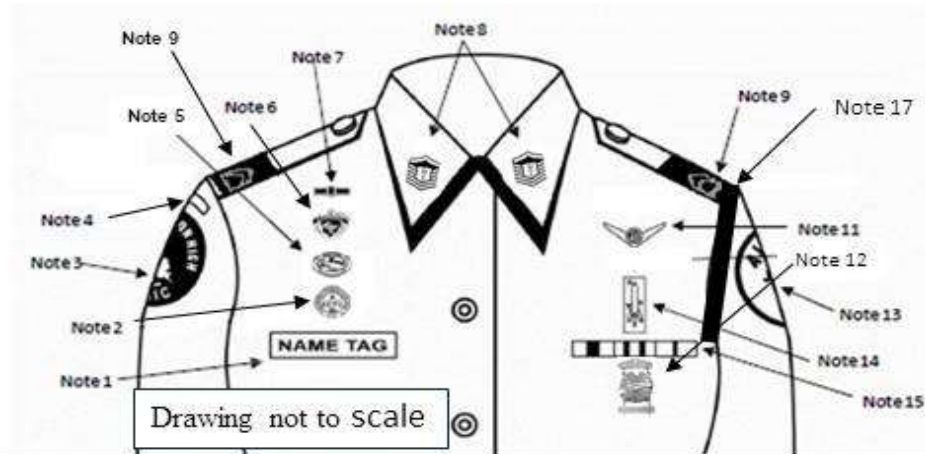 Note 9
Note 7
Note 8
Note 9
Note 17
Note 6
Note 5
Note 4
Note 11
Note 3
Note 12
Note 2
Note 13
NAME TAG
Note 14
Note 1
Note 15
Drawing not to scale